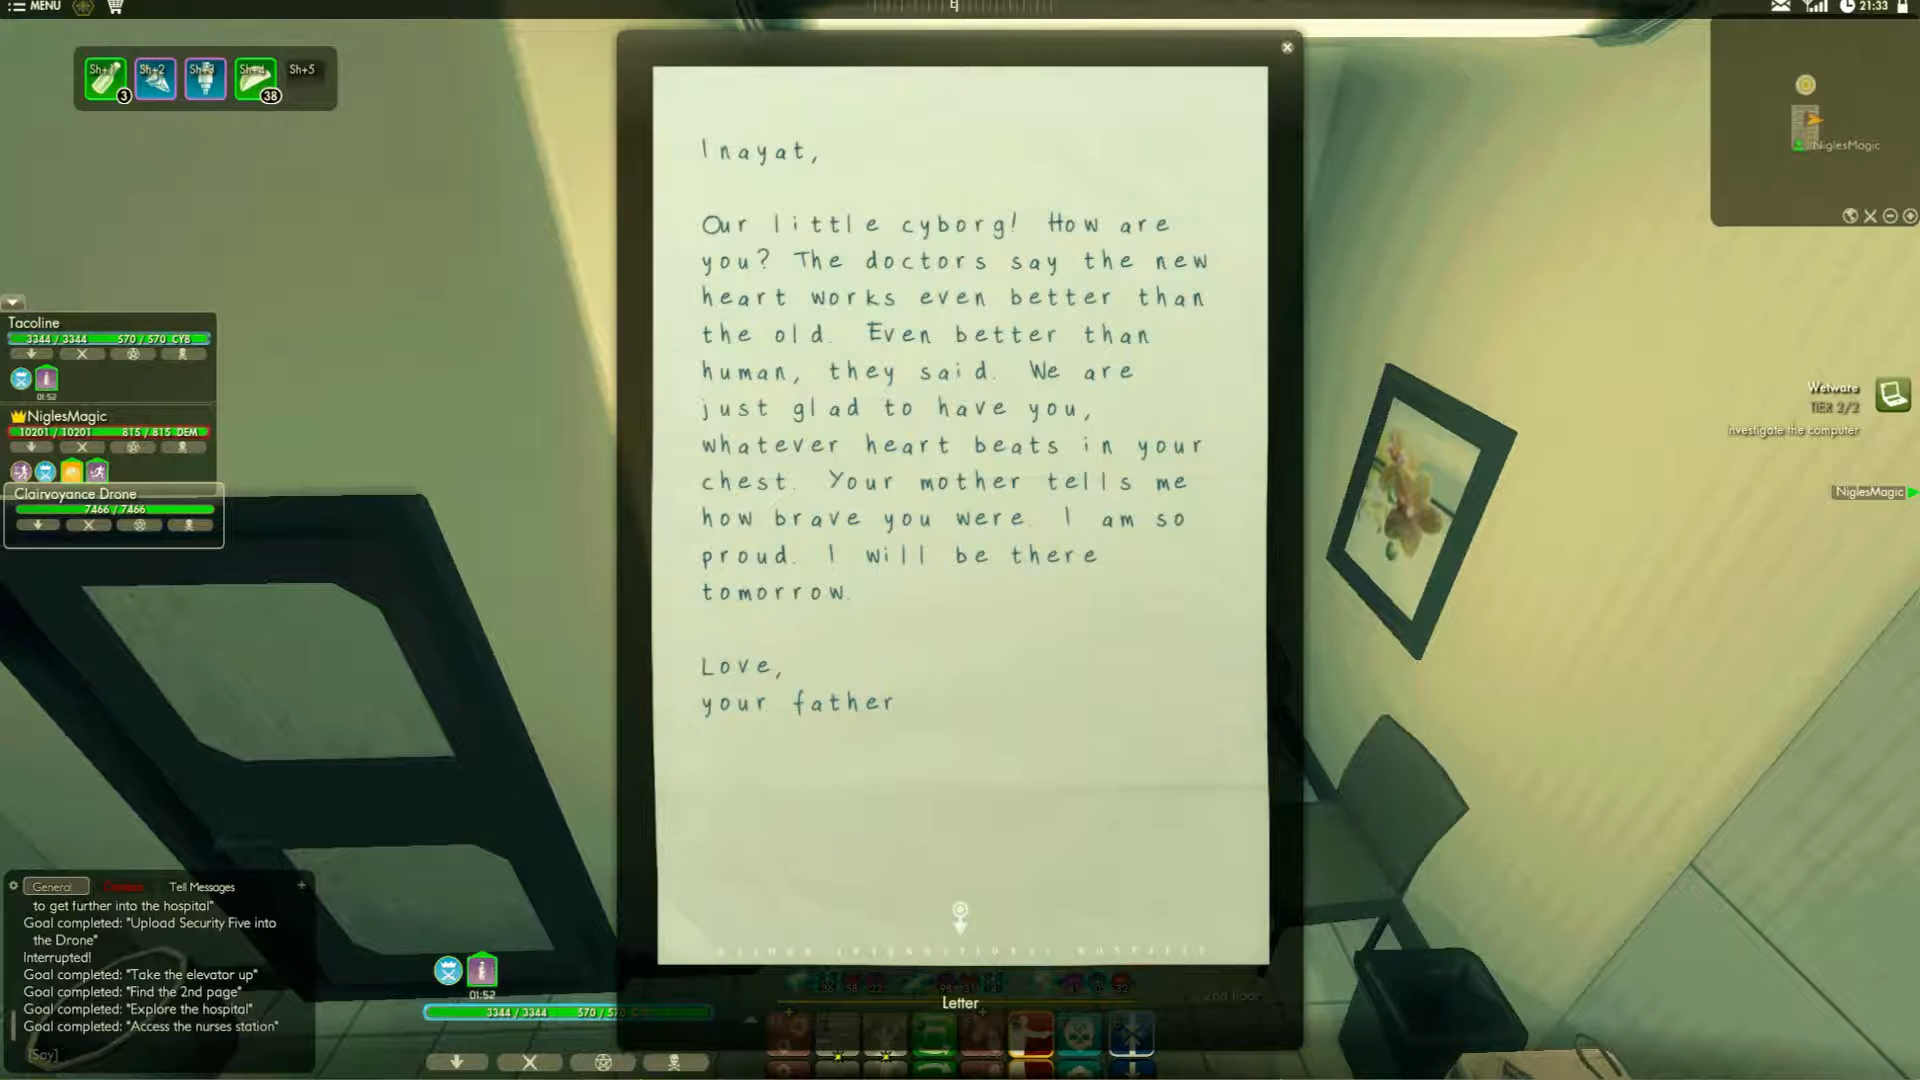 MENU
21:33
Sh+1
Sh+2
Sh+3
Sh+4
Sh+5
3
38
NiglesMagic
Inayat,
Our little cyborg! How are
you? The doctors say the new
heart works even better than
the old. Even better than
human, they said. We are
just glad to have you,
whatever heart beats in your
chest. Your mother tells me
how brave you were. I am so
proud. I will be there
tomorrow.
Love,
your father
Tacoline
3344 / 3344 570 / 570 CYB
01:52
NiglesMagic
10201 / 10201 815 / 815 DEM
Clairvoyance Drone
7466 / 7466
Wetware
TIER 2/2
nvestigate the computer
NiglesMagic
General
Tell Messages
to get further into the hospital"
Goal completed: "Upload Security Five into
the Drone"
Interrupted!
Goal completed: "Take the elevator up"
Goal completed: "Find the 2nd page"
Goal completed: "Explore the hospital"
Goal completed: "Access the nurses station"
[Say]
01:52
3344 / 3344 570 / 570
Letter
2nd floor